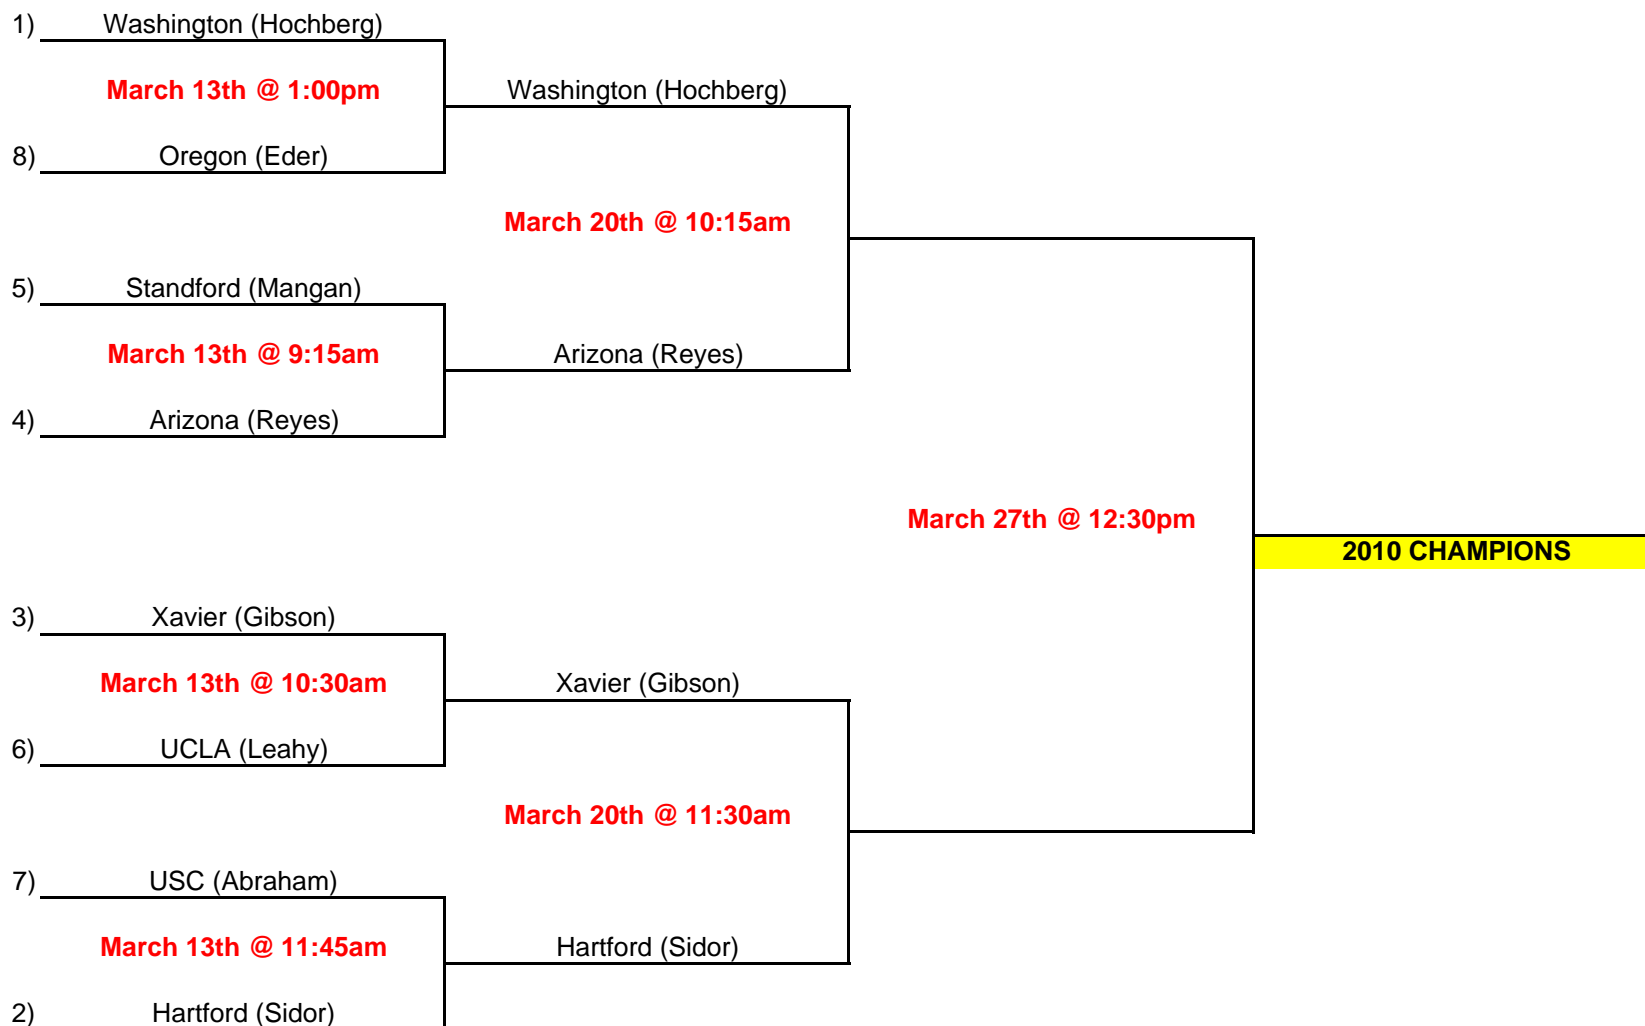 1) Washington (Hochberg)
March 13th @ 1:00pm Washington (Hochberg)
8) Oregon (Eder)
March 20th @ 10:15am
5) Standford (Mangan)
March 13th @ 9:15am Arizona (Reyes)
4) Arizona (Reyes)
March 27th @ 12:30pm
2010 CHAMPIONS
3) Xavier (Gibson)
March 13th @ 10:30am Xavier (Gibson)
6) UCLA (Leahy)
March 20th @ 11:30am
7) USC (Abraham)
March 13th @ 11:45am Hartford (Sidor)
2) Hartford (Sidor)